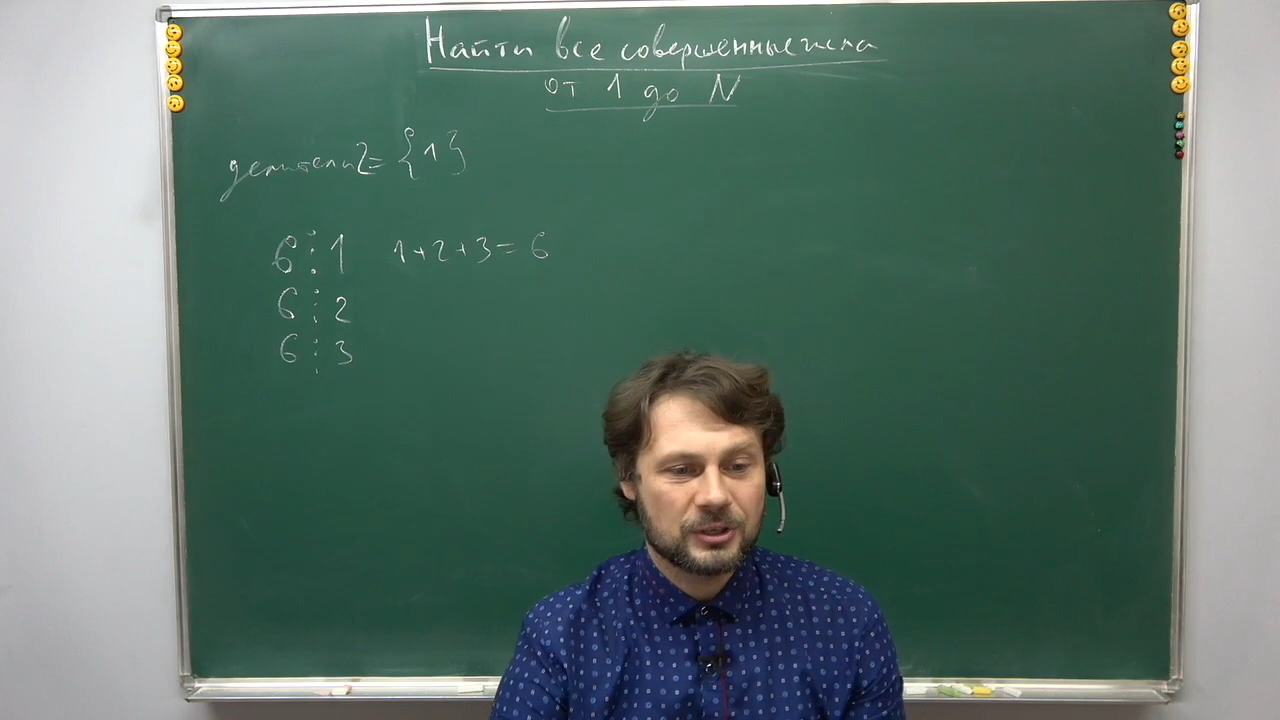 Найти все совершенные числа
от 1 до N
делители2= {1}
6⋮1 1+2+3=6
6⋮2
6⋮3